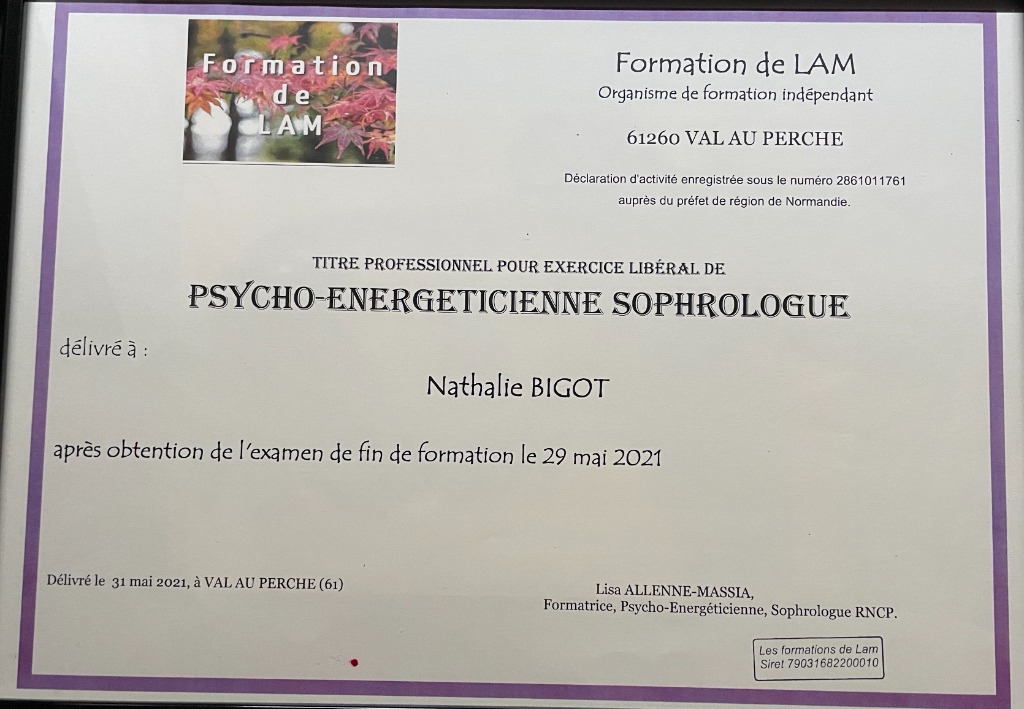 Formation
de
LAM
Formation de LAM
Organisme de formation indépendant
61260 VAL AU PERCHE
Déclaration d'activité enregistrée sous le numéro 2861011761
auprès du préfet de région de Normandie.
TITRE PROFESSIONNEL POUR EXERCICE LIBÉRAL DE
PSYCHO-ENERGETICIENNE SOPHROLOGUE
délivré à :
Nathalie BIGOT
après obtention de l'examen de fin de formation le 29 mai 2021
Délivré le 31 mai 2021, à VAL AU PERCHE (61)
Lisa ALLENNE-MASSIA,
Formatrice, Psycho-Energéticienne, Sophrologue RNCP.
Les formations de Lam
Siret 79031682200010